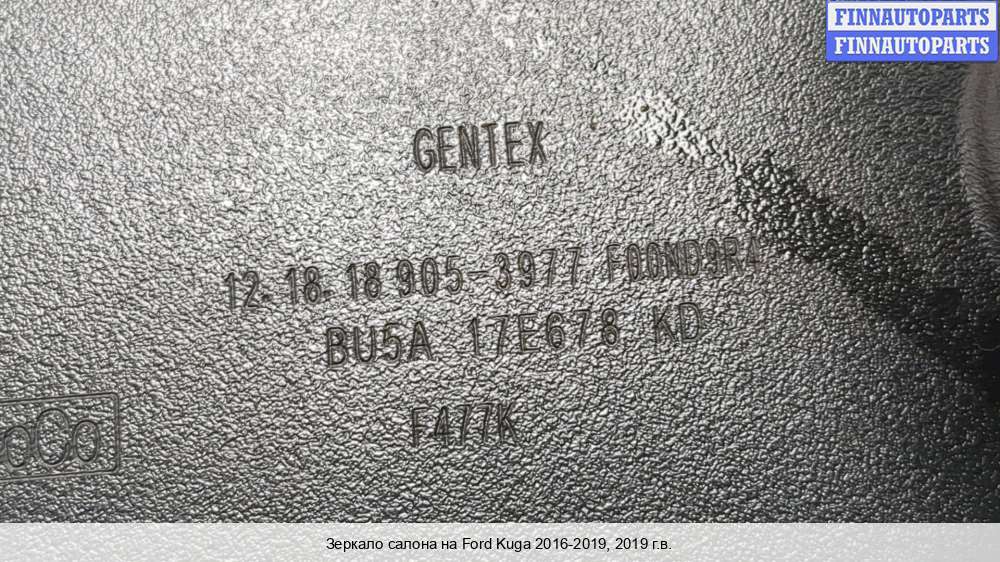 FINNAUTOPARTS
FINNAUTOPARTS
GENTEX
12.18.18 905-3977 F00ND9R4
BU5A 17E678 KD
F477K
Зеркало салона на Ford Kuga 2016-2019, 2019 г.в.